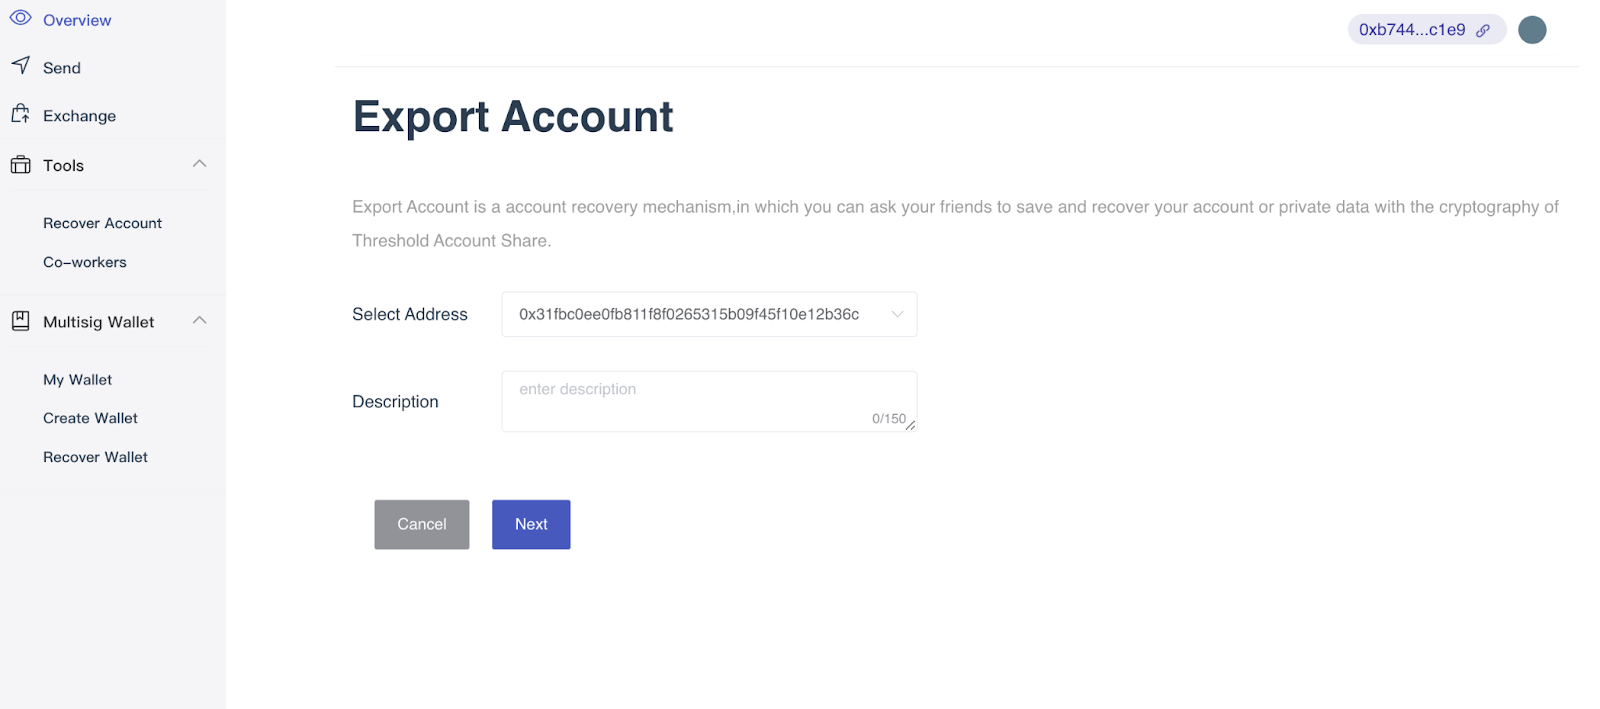 Overview
Send
Exchange
Tools
Recover Account
Co-workers
Multisig Wallet
My Wallet
Create Wallet
Recover Wallet
0xb744...c1e9
Export Account
Export Account is a account recovery mechanism,in which you can ask your friends to save and recover your account or private data with the cryptography of
Threshold Account Share.
Select Address
0x31fbc0ee0fb811f8f0265315b09f45f10e12b36c
Description
enter description
0/150
Cancel
Next